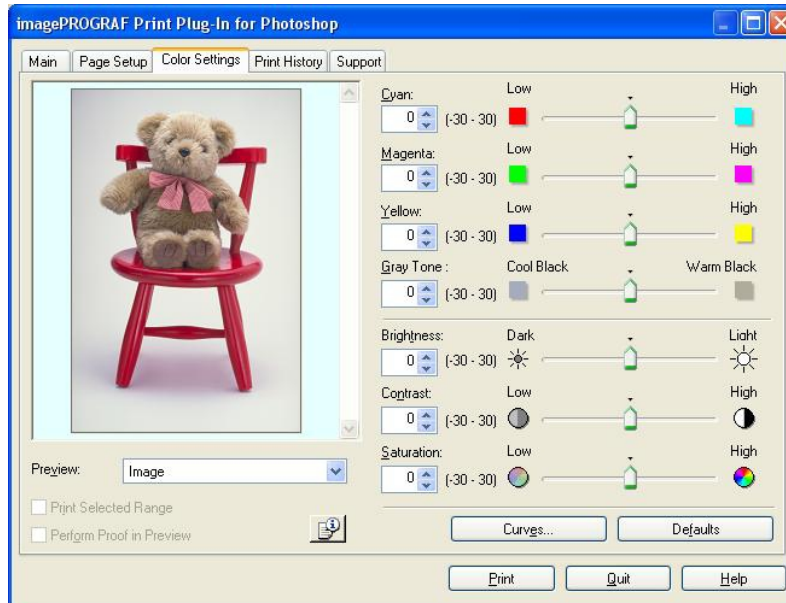 imagePROGRAF Print Plug-In for Photoshop
Main Page Setup Color Settings Print History Support
Cyan: Low High
0 (-30 - 30)
Magenta: Low High
0 (-30 - 30)
Yellow: Low High
0 (-30 - 30)
Gray Tone : Cool Black Warm Black
0 (-30 - 30)
Brightness: Dark Light
0 (-30 - 30)
Contrast: Low High
0 (-30 - 30)
Saturation: Low High
0 (-30 - 30)
Preview: Image
Print Selected Range
Perform Proof in Preview
Curves... Defaults
Print Quit Help